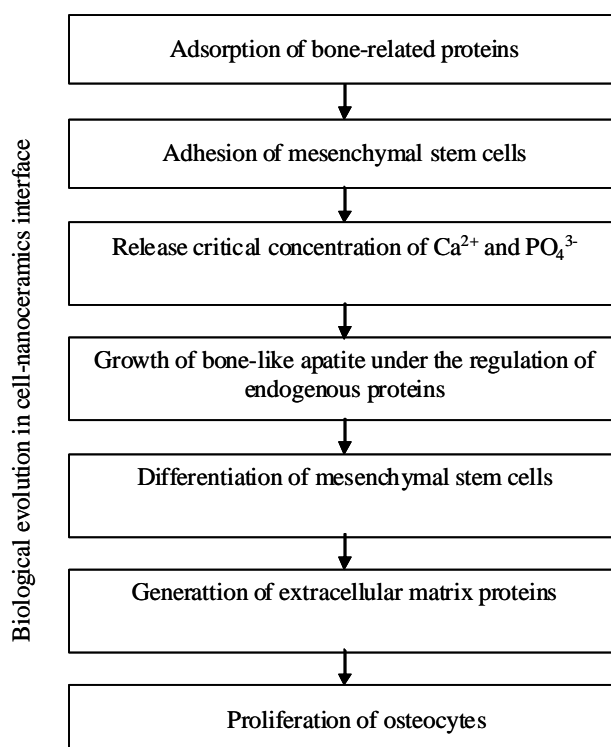 Adsorption of bone-related proteins
Adhesion of mesenchymal stem cells
Release critical concentration of Ca²⁺ and PO₄³⁻
Growth of bone-like apatite under the regulation of
endogenous proteins
Differentiation of mesenchymal stem cells
Generattion of extracellular matrix proteins
Proliferation of osteocytes
Biological evolution in cell-nanoceramics interface